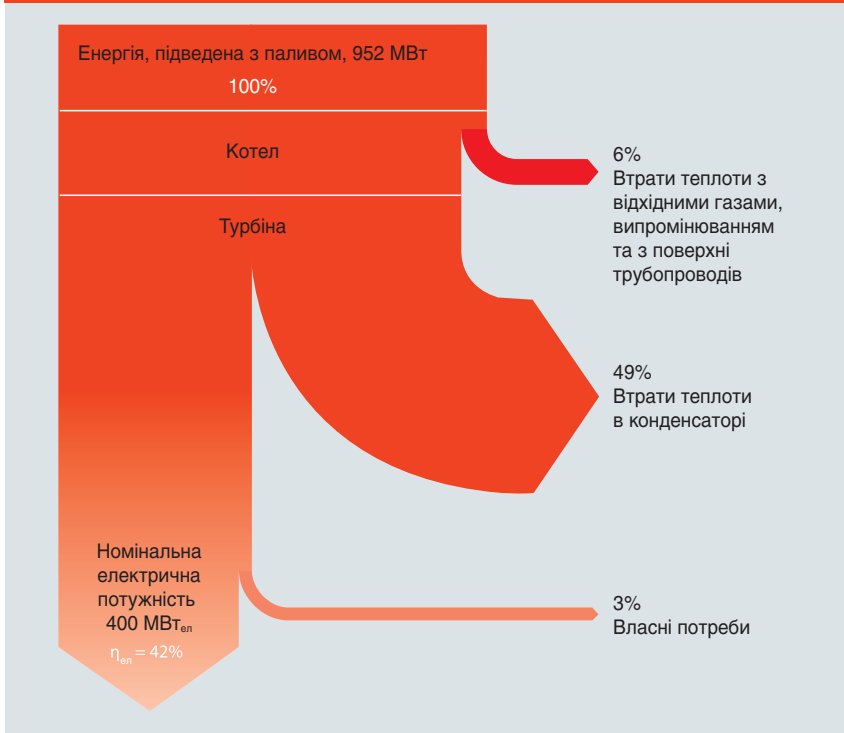 Енергія, підведена з паливом, 952 МВт
100%
Котел
Турбіна
6%
Втрати теплоти з
відхідними газами,
випромінюванням
та з поверхні
трубопроводів
49%
Втрати теплоти
в конденсаторі
Номінальна
електрична
потужність
400 МВтел
ηел = 42%
3%
Власні потреби